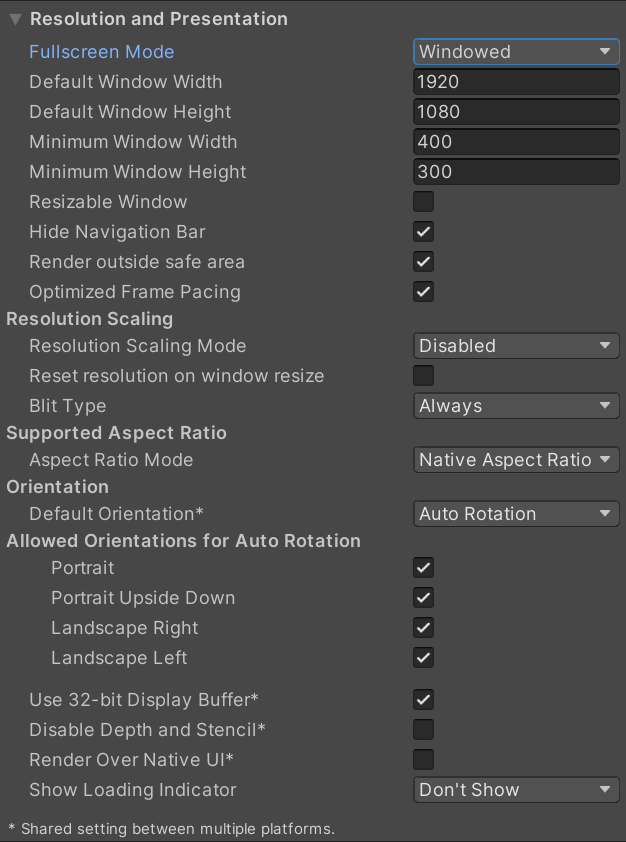 Resolution and Presentation
Fullscreen Mode Windowed
Default Window Width 1920
Default Window Height 1080
Minimum Window Width 400
Minimum Window Height 300
Resizable Window
Hide Navigation Bar
Render outside safe area
Optimized Frame Pacing
Resolution Scaling
Resolution Scaling Mode Disabled
Reset resolution on window resize
Blit Type Always
Supported Aspect Ratio
Aspect Ratio Mode Native Aspect Ratio
Orientation
Default Orientation* Auto Rotation
Allowed Orientations for Auto Rotation
Portrait
Portrait Upside Down
Landscape Right
Landscape Left
Use 32-bit Display Buffer*
Disable Depth and Stencil*
Render Over Native UI*
Show Loading Indicator Don't Show
* Shared setting between multiple platforms.